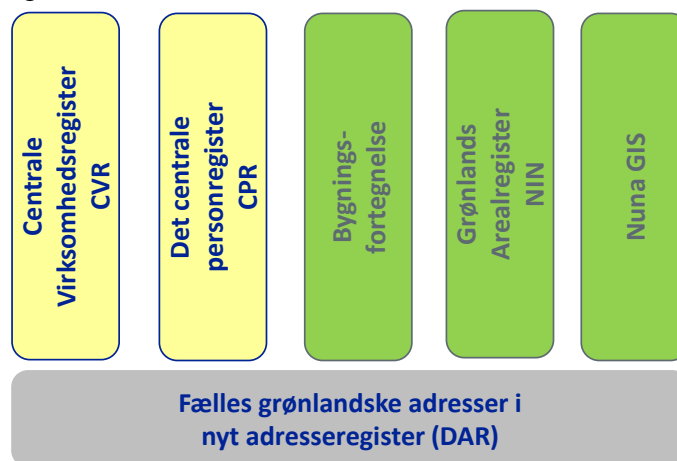 Centrale
Virksomhedsregister
CVR
Det centrale
personregister
CPR
Bygnings-
fortegnelse
Grønlands
Arealregister
NIN
Nuna GIS
Fælles grønlandske adresser i
nyt adresseregister (DAR)